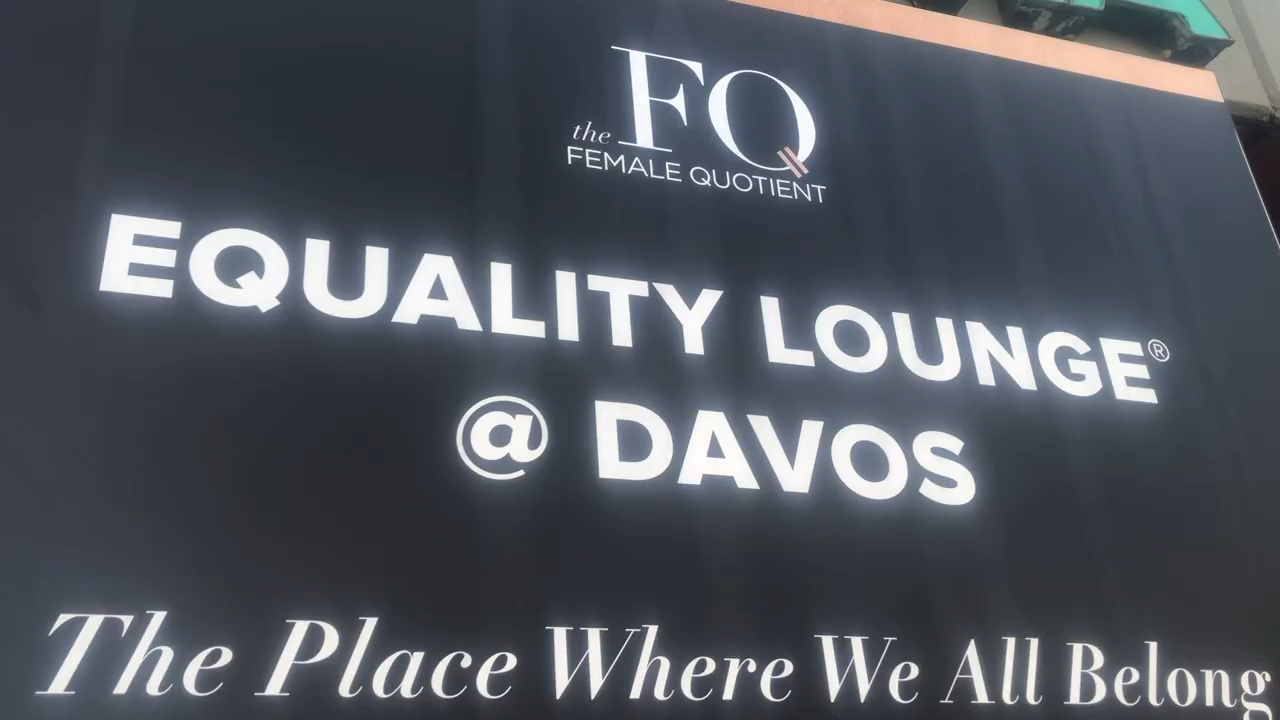 the FQ
FEMALE QUOTIENT
EQUALITY LOUNGE®
@ DAVOS
The Place Where We All Belong